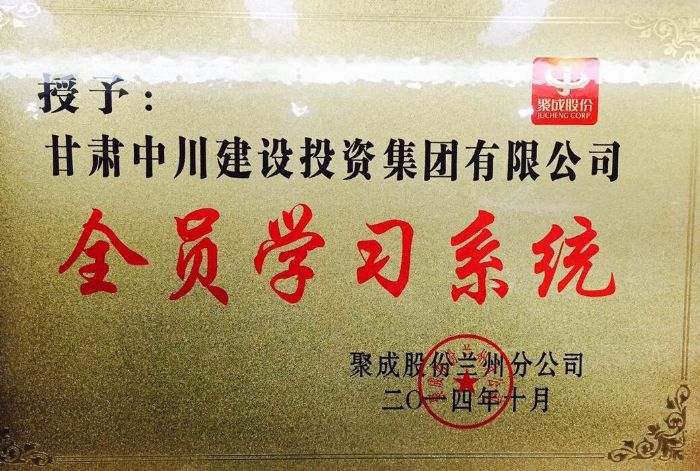 聚成股份
JUCHENG CORP.
授予：
甘肃中川建设投资集团有限公司
全员学习系统
聚成股份兰州分公司
二〇一四年十月